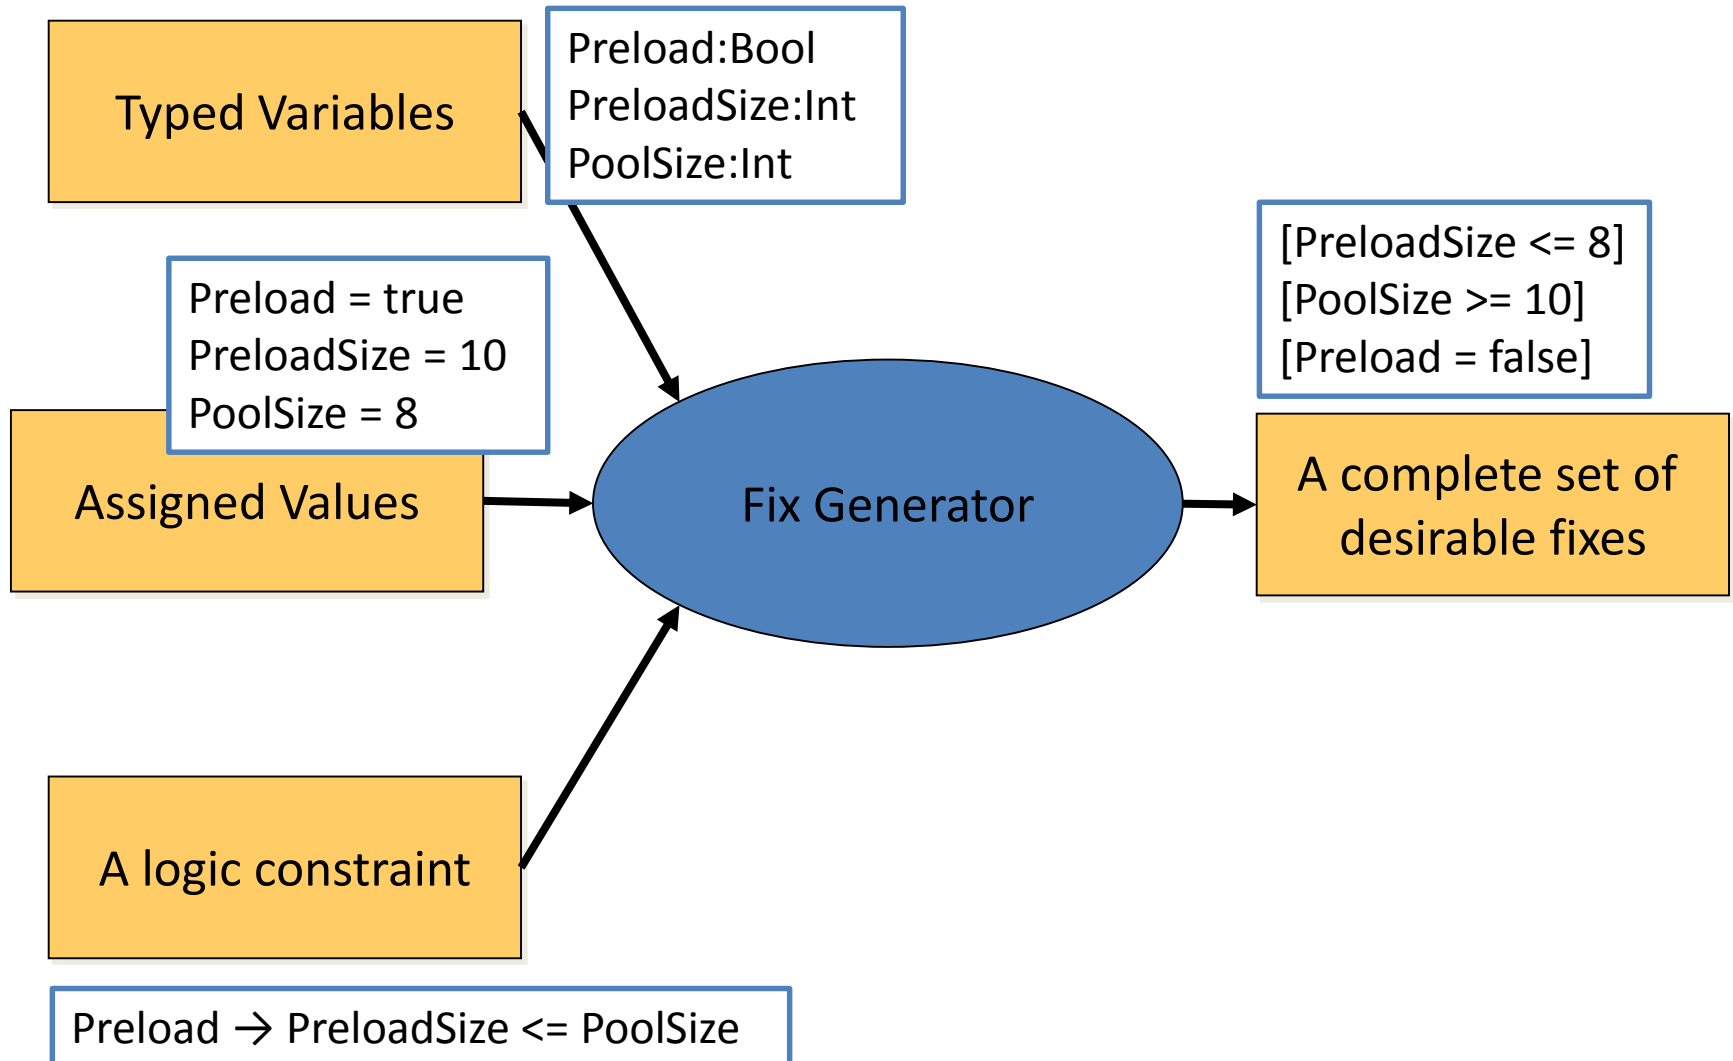 Typed Variables
Preload:Bool
PreloadSize:Int
PoolSize:Int
Preload = true
PreloadSize = 10
PoolSize = 8
Assigned Values
Fix Generator
[PreloadSize <= 8]
[PoolSize >= 10]
[Preload = false]
A complete set of
desirable fixes
A logic constraint
Preload → PreloadSize <= PoolSize